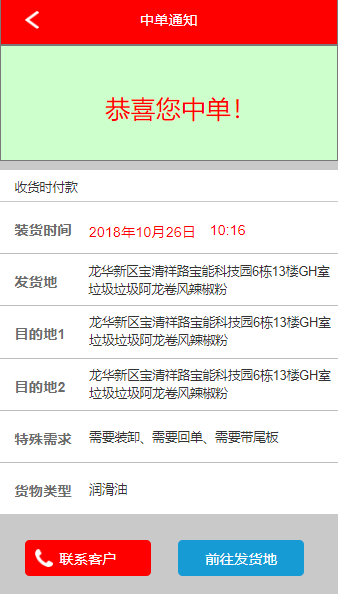 中单通知
恭喜您中单！
收货时付款
装货时间 2018年10月26日 10:16
发货地 龙华新区宝清祥路宝能科技园6栋13楼GH室
垃圾垃圾阿龙卷风辣椒粉
目的地1 龙华新区宝清祥路宝能科技园6栋13楼GH室
垃圾垃圾阿龙卷风辣椒粉
目的地2 龙华新区宝清祥路宝能科技园6栋13楼GH室
垃圾垃圾阿龙卷风辣椒粉
特殊需求 需要装卸、需要回单、需要带尾板
货物类型 润滑油
联系客户 前往发货地